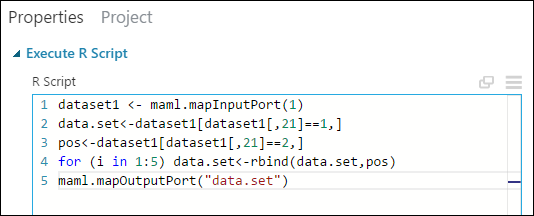 Properties Project
Execute R Script
R Script
1 dataset1 <- maml.mapInputPort(1)
2 data.set<-dataset1[dataset1[,21]==1,]
3 pos<-dataset1[dataset1[,21]==2,]
4 for (i in 1:5) data.set<-rbind(data.set,pos)
5 maml.mapOutputPort("data.set")